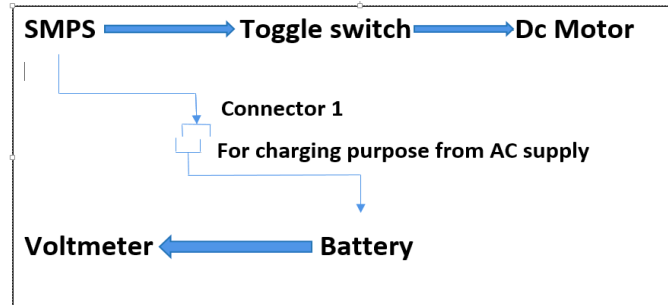 SMPS Toggle switch Dc Motor
Connector 1
For charging purpose from AC supply
Voltmeter Battery